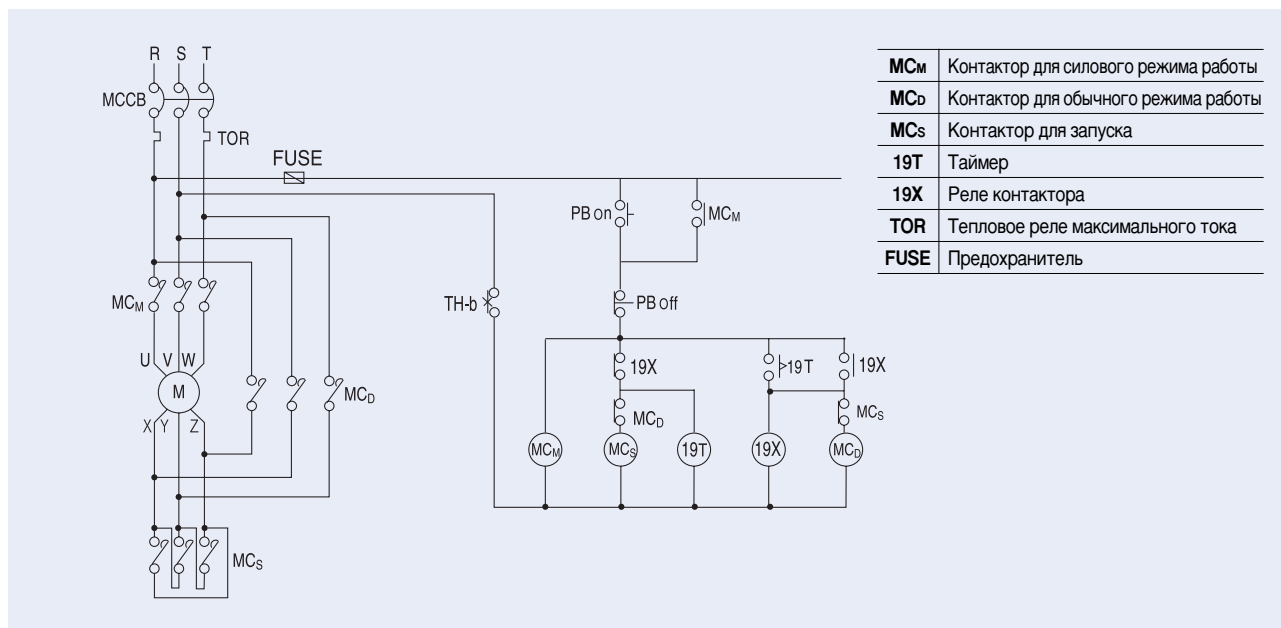 R S T
MCCB
TOR
FUSE
PB on
MCM
MCM
TH-b
PB off
U V W
M
X Y Z
MCD
19X
19T
19X
MCD
MCS
MCM
MCS
19T
19X
MCD
MCS
MCM Контактор для силового режима работы
MCD Контактор для обычного режима работы
MCS Контактор для запуска
19T Таймер
19X Реле контактора
TOR Тепловое реле максимального тока
FUSE Предохранитель